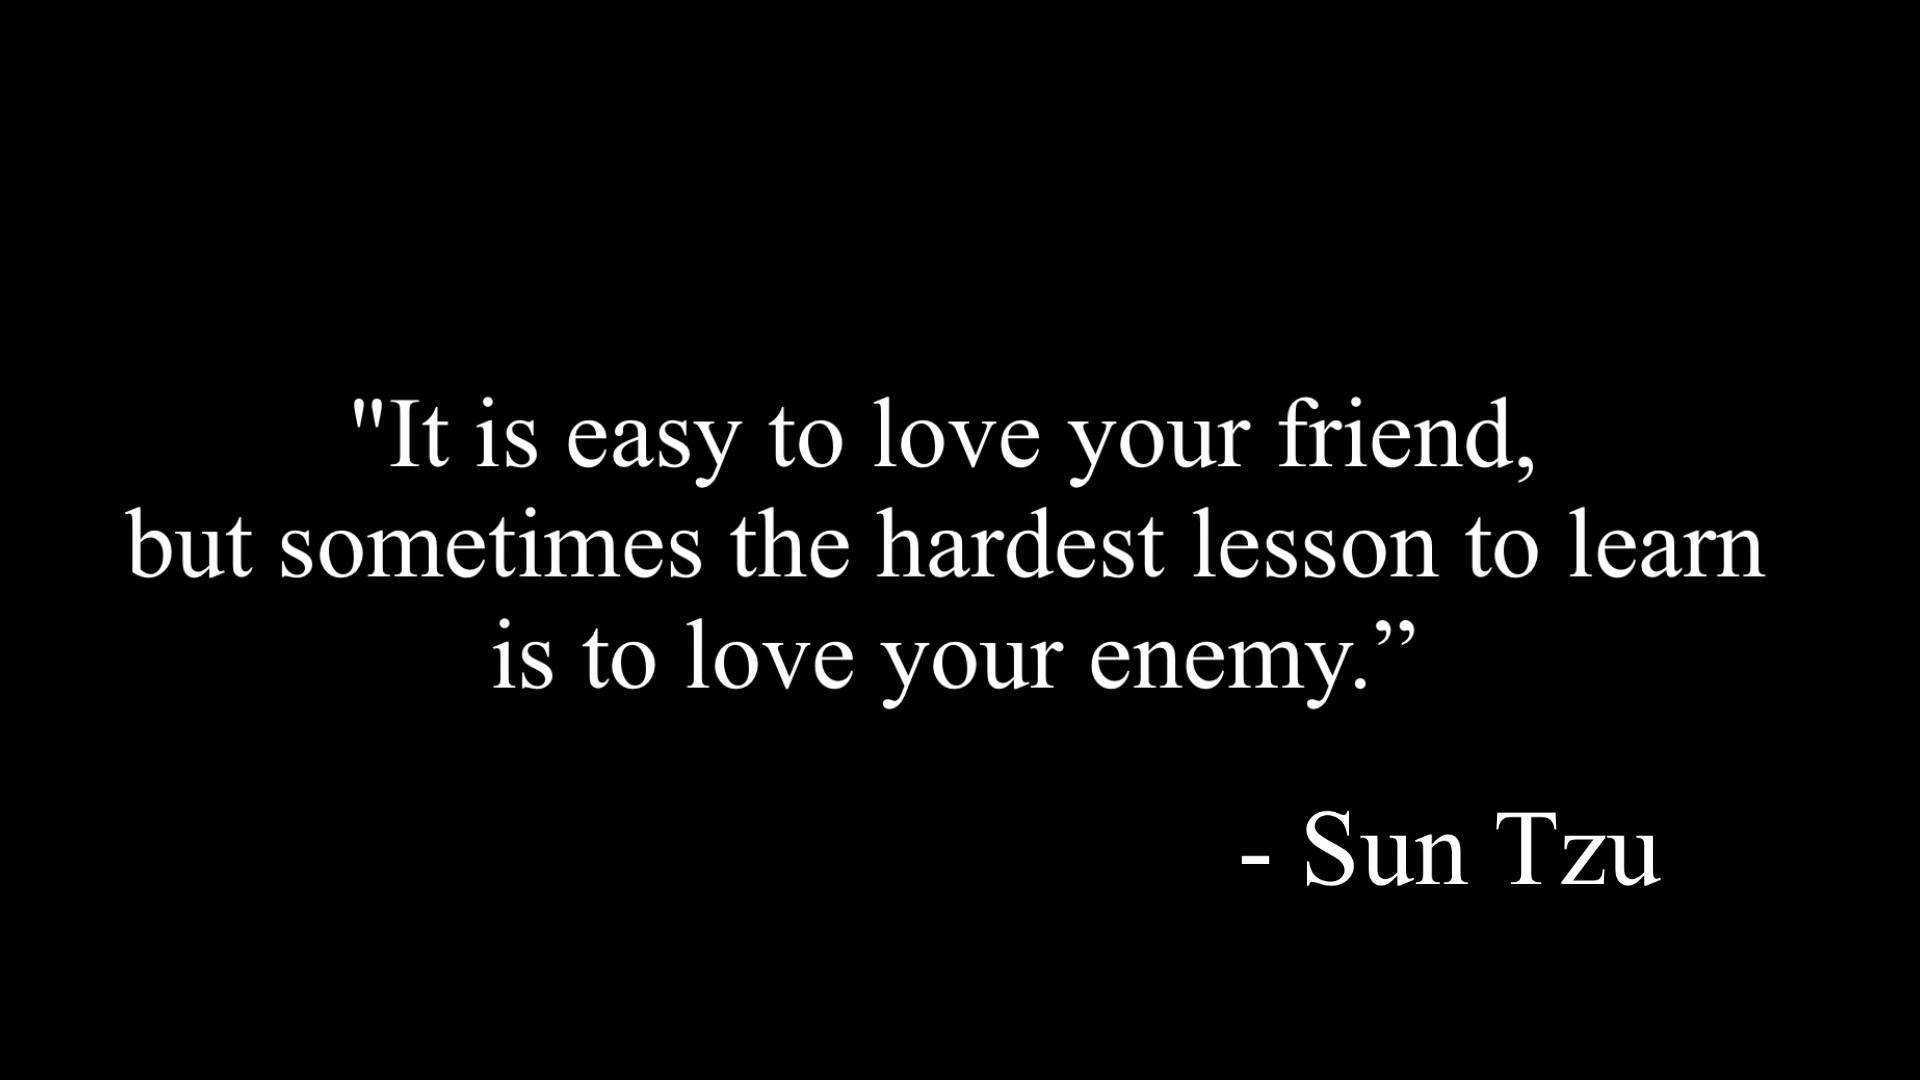 "It is easy to love your friend,
but sometimes the hardest lesson to learn
is to love your enemy.”
- Sun Tzu